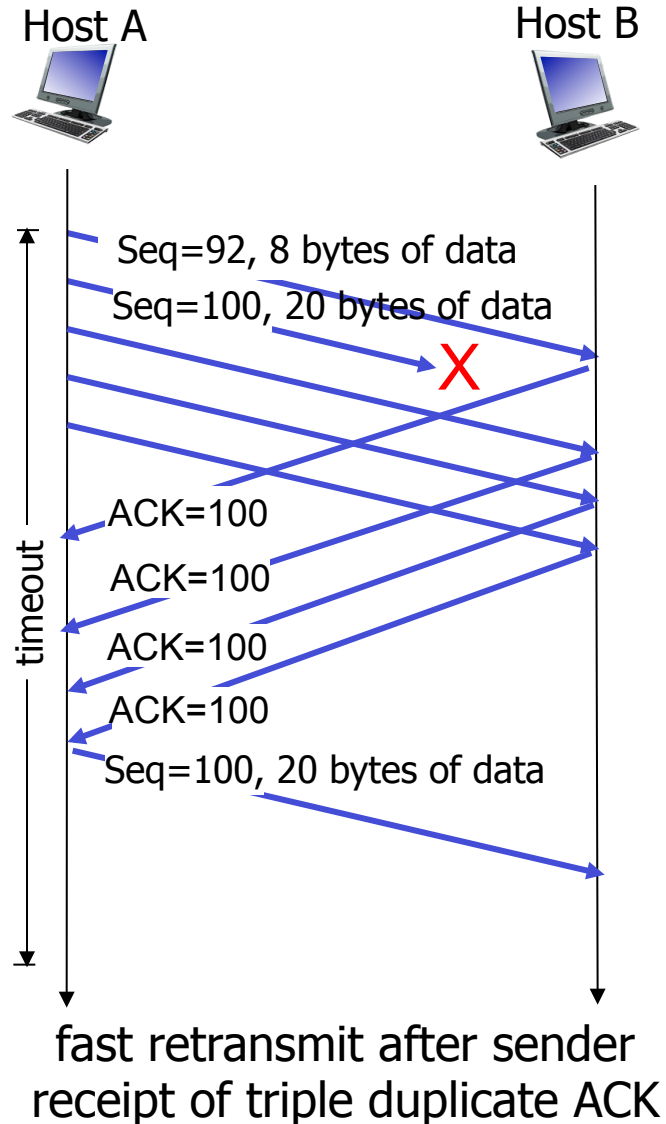 Host A
Host B
Seq=92, 8 bytes of data
Seq=100, 20 bytes of data
X
ACK=100
ACK=100
ACK=100
ACK=100
timeout
Seq=100, 20 bytes of data
fast retransmit after sender
receipt of triple duplicate ACK